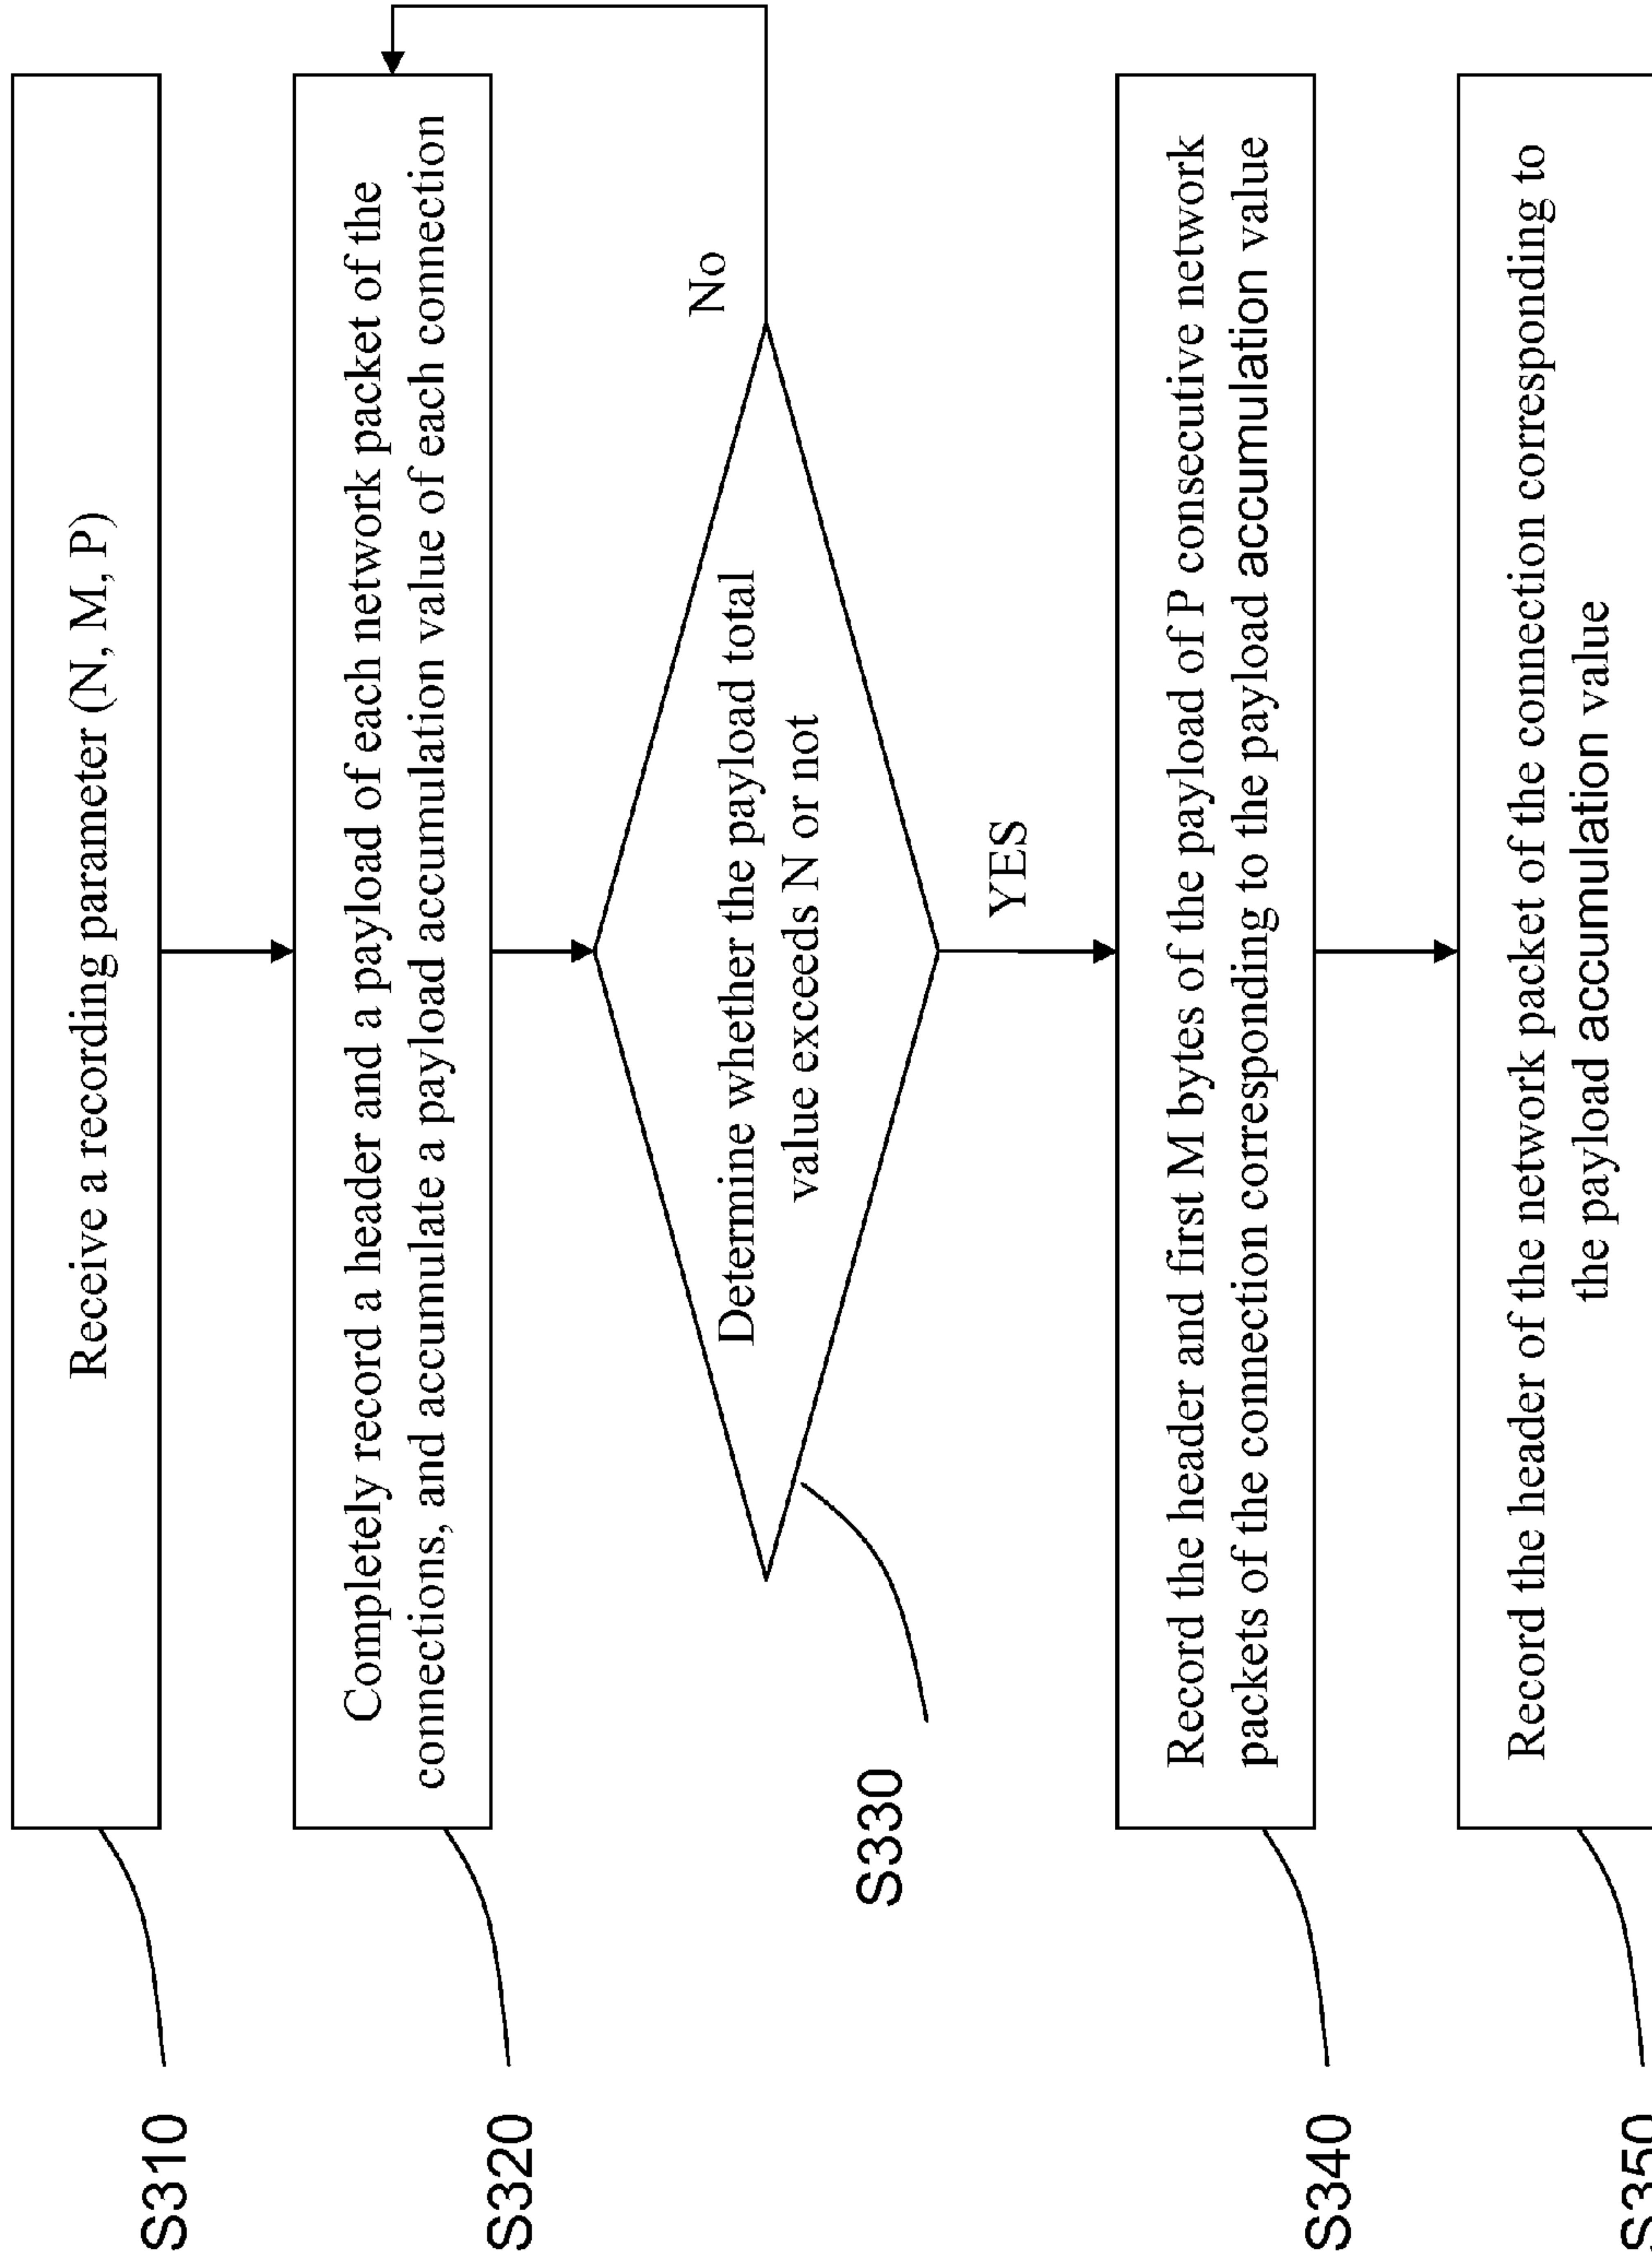 Receive a recording parameter (N, M, P)
S310
Completely record a header and a payload of each network packet of the
connections, and accumulate a payload accumulation value of each connection
S320
Determine whether the payload total
value exceeds N or not
No
S330
YES
Record the header and first M bytes of the payload of P consecutive network
packets of the connection corresponding to the payload accumulation value
S340
Record the header of the network packet of the connection corresponding to
the payload accumulation value
S350